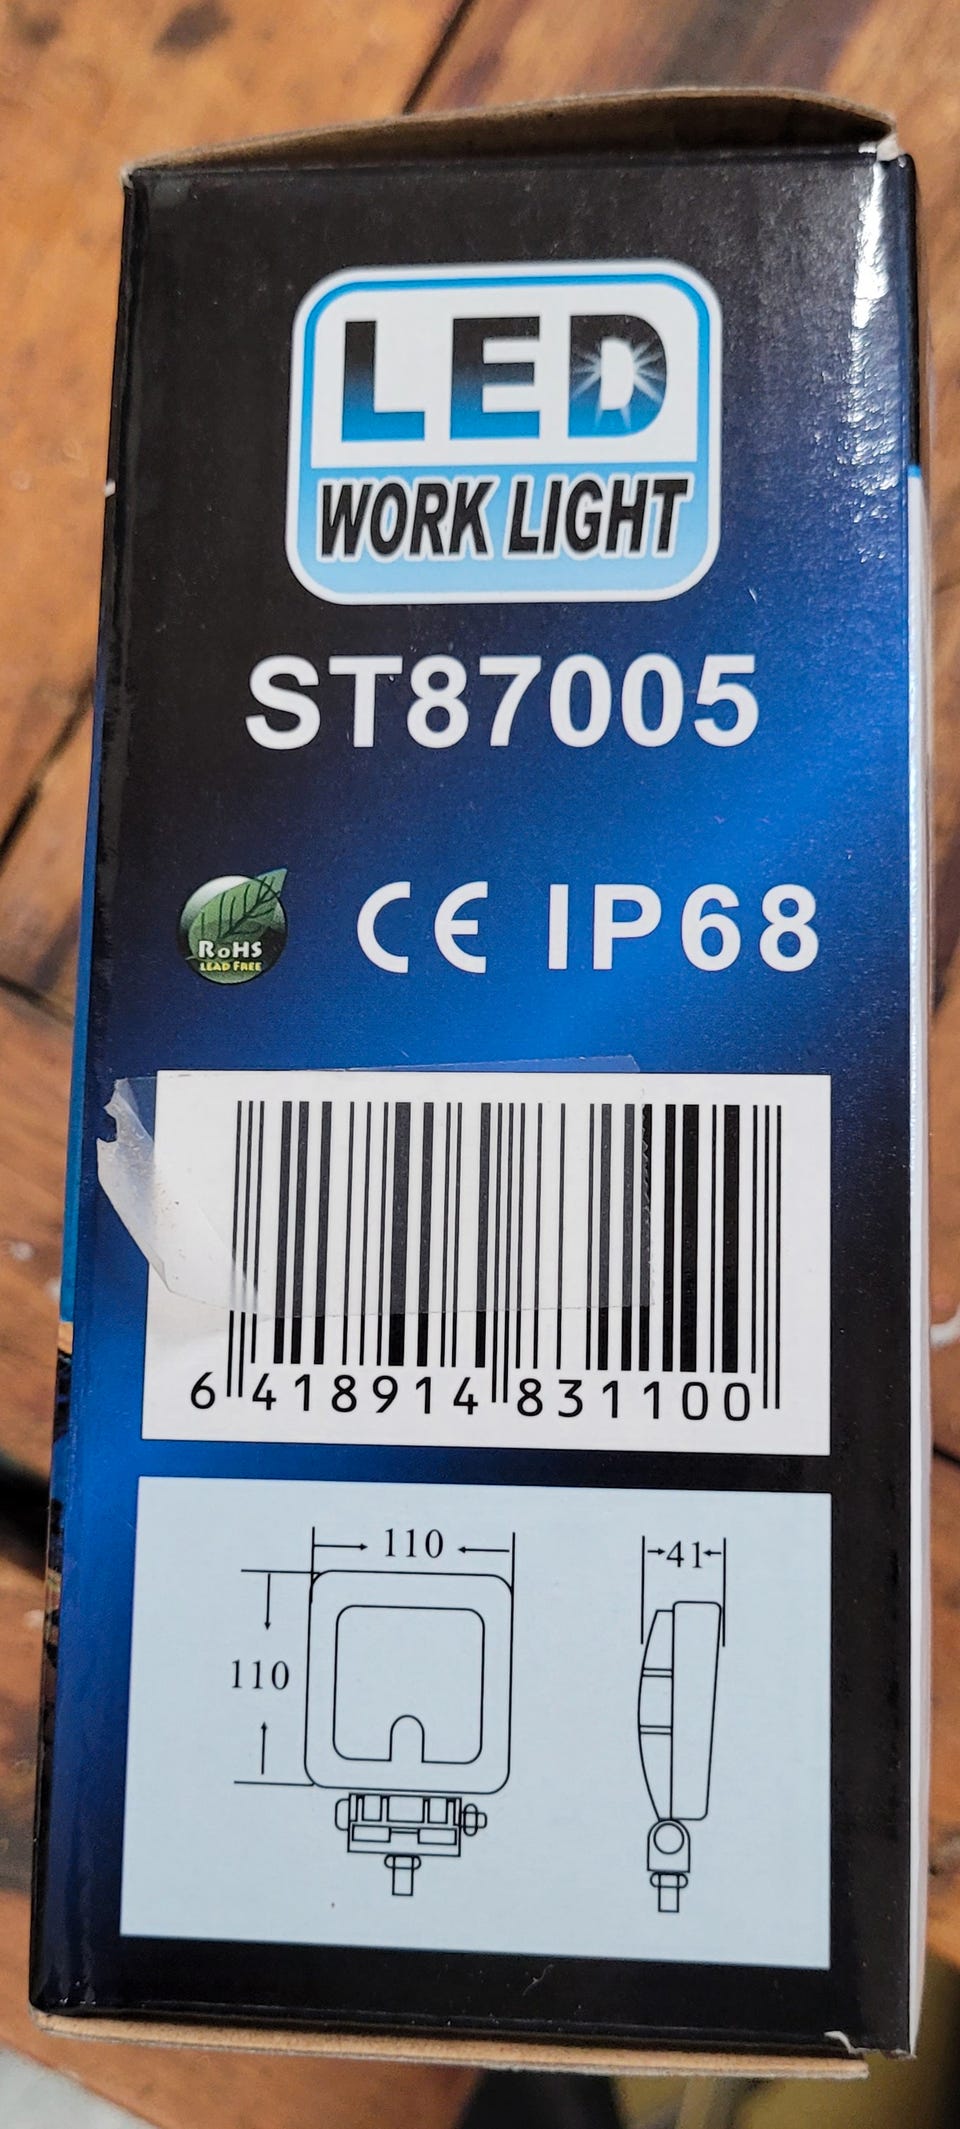 LED
WORK LIGHT
ST87005
RoHS
LEAD FREE
CE IP68
6 418914 831100
110
41
110